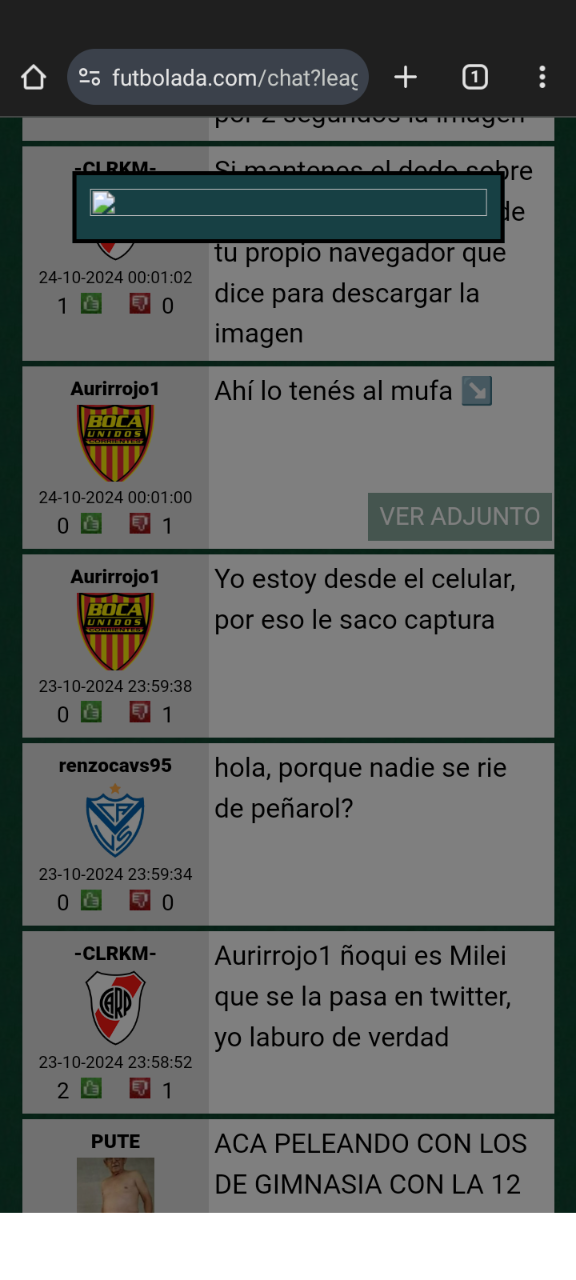 futbolada.com/chat?leag
por 2 segundos la imagen
-CLRKM-
Si mantenes el dedo sobre
de
tu propio navegador que
dice para descargar la
imagen
24-10-2024 00:01:02
1 0
Aurirrojo1
BOCA
UNIDOS
CORRIENTES
24-10-2024 00:01:00
0 1
Ahí lo tenés al mufa
VER ADJUNTO
Aurirrojo1
BOCA
UNIDOS
CORRIENTES
23-10-2024 23:59:38
0 1
Yo estoy desde el celular,
por eso le saco captura
renzocavs95
CAVS
23-10-2024 23:59:34
0 0
hola, porque nadie se rie
de peñarol?
-CLRKM-
CARP
23-10-2024 23:58:52
2 1
Aurirrojo1 ñoqui es Milei
que se la pasa en twitter,
yo laburo de verdad
PUTE
ACA PELEANDO CON LOS
DE GIMNASIA CON LA 12